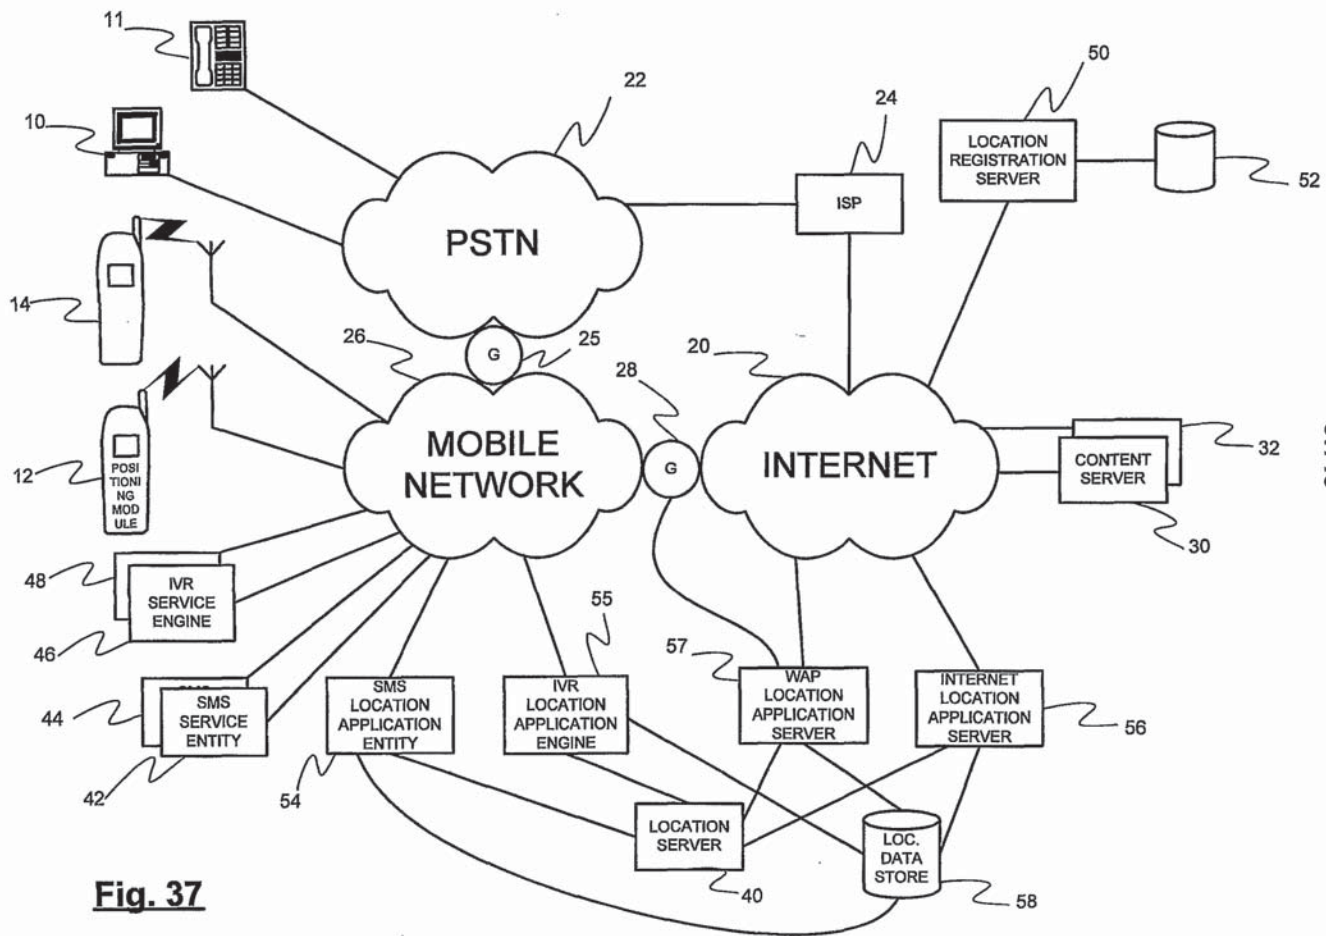 11
22
50
24
10
LOCATION
REGISTRATION
SERVER
52
ISP
PSTN
14
26
G
25
20
28
MOBILE
NETWORK
G
INTERNET
32
CONTENT
SERVER
30
12
POSI
TIONI
NG MOD
ULE
48
IVR
SERVICE
ENGINE
46
55
57
44
SMS
SERVICE
ENTITY
42
SMS
LOCATION
APPLICATION
ENTITY
54
IVR
LOCATION
APPLICATION
ENGINE
WAP
LOCATION
APPLICATION
SERVER
INTERNET
LOCATION
APPLICATION
SERVER
56
LOCATION
SERVER
40
LOC.
DATA
STORE
58
Fig. 37